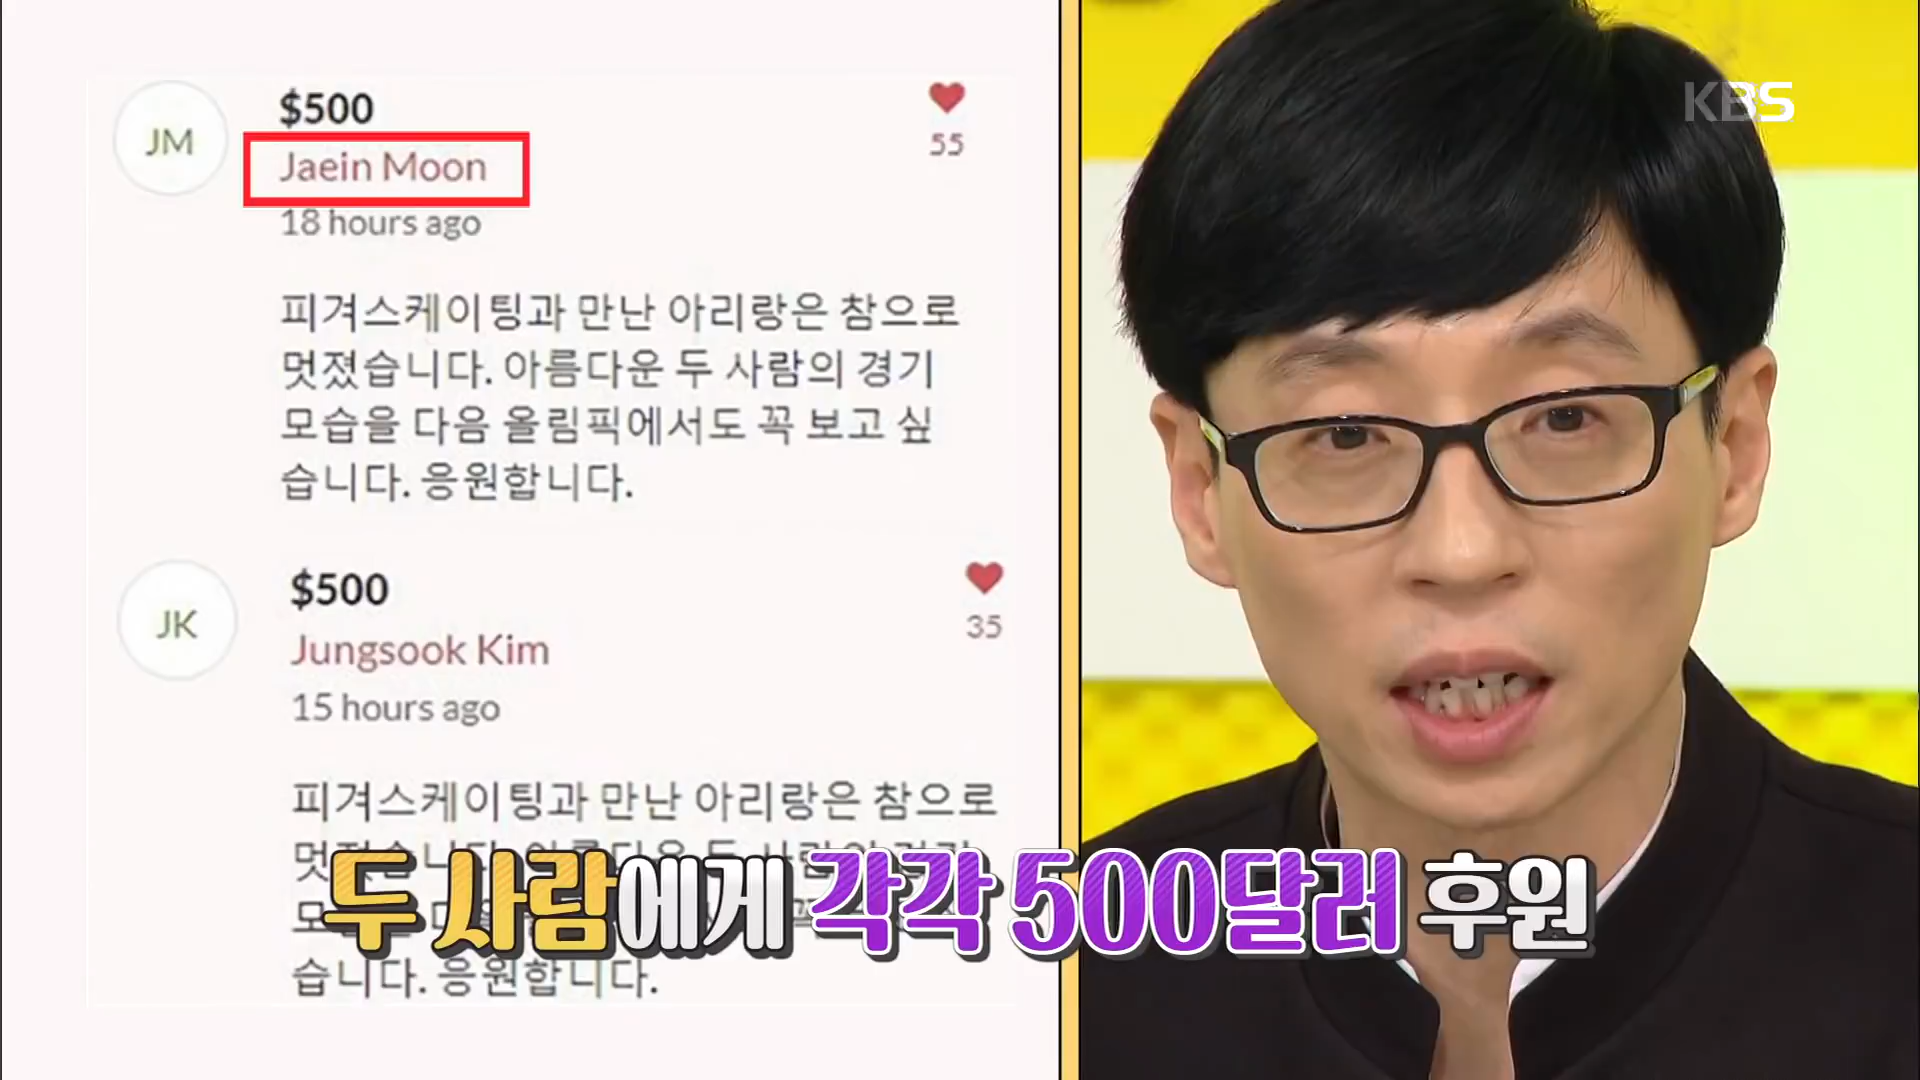 KBS
JM
$500
Jaein Moon
18 hours ago
55
피겨스케이팅과 만난 아리랑은 참으로
멋졌습니다. 아름다운 두 사람의 경기
모습을 다음 올림픽에서도 꼭 보고 싶
습니다. 응원합니다.
JK
$500
Jungsook Kim
15 hours ago
35
피겨스케이팅과 만난 아리랑은 참으로
습니다. 응원합니다.
두 사람에게 각각 500달러 후원